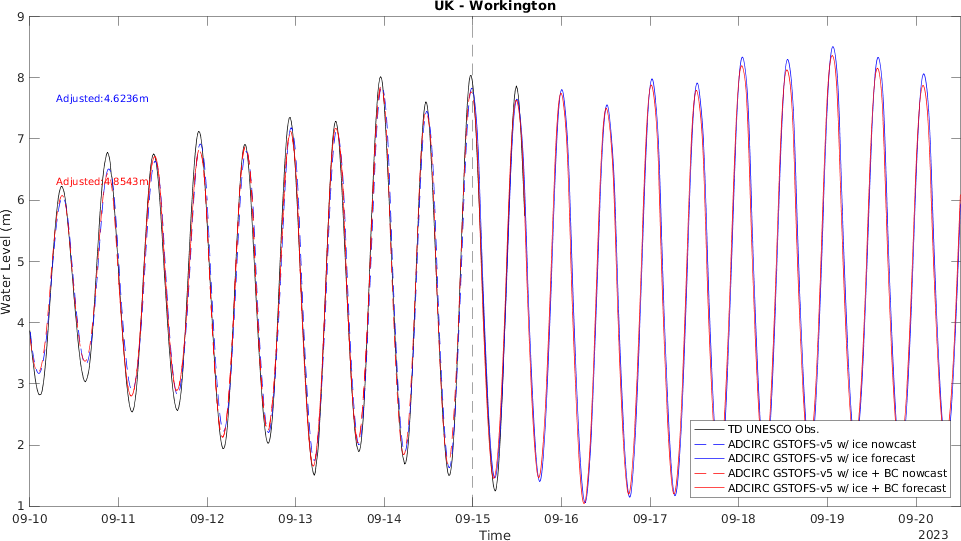 UK - Workington
9
8
7
6
5
4
3
2
1
Water Level (m)
Adjusted:4.6236m
Adjusted:4.8543m
TD UNESCO Obs.
ADCIRC GSTOFS-v5 w/ ice nowcast
ADCIRC GSTOFS-v5 w/ ice forecast
ADCIRC GSTOFS-v5 w/ ice + BC nowcast
ADCIRC GSTOFS-v5 w/ ice + BC forecast
09-10 09-11 09-12 09-13 09-14 09-15 09-16 09-17 09-18 09-19 09-20
Time
2023